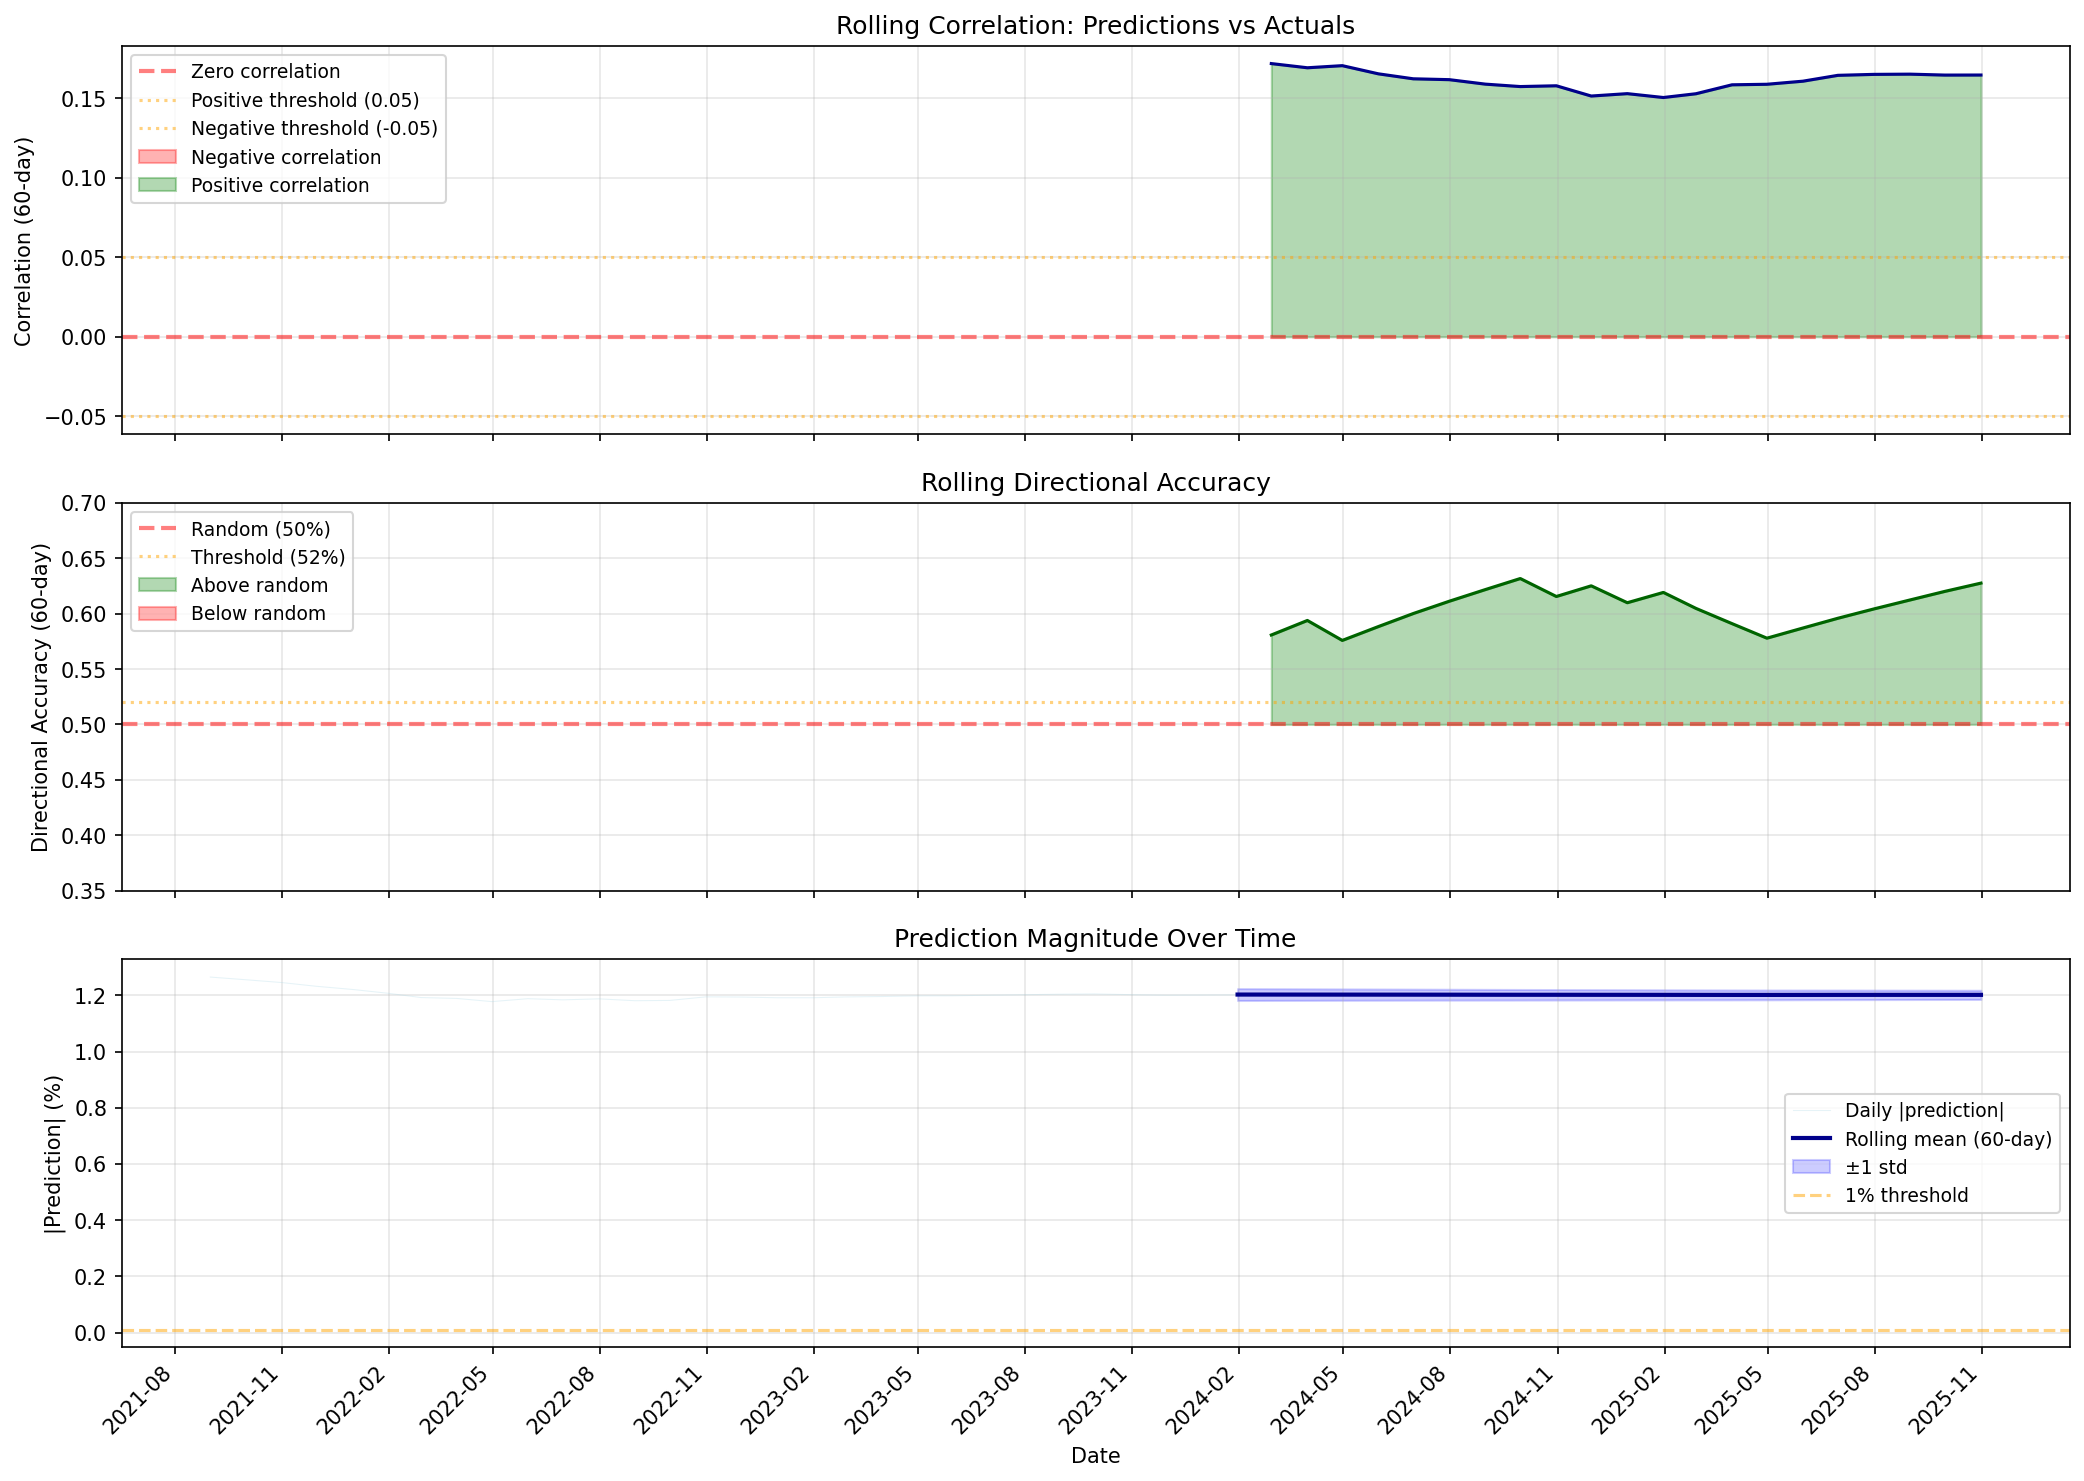 Rolling Correlation: Predictions vs Actuals
Correlation (60-day)
0.15
0.10
0.05
0.00
−0.05
Zero correlation
Positive threshold (0.05)
Negative threshold (-0.05)
Negative correlation
Positive correlation
Rolling Directional Accuracy
Directional Accuracy (60-day)
0.70
0.65
0.60
0.55
0.50
0.45
0.40
0.35
Random (50%)
Threshold (52%)
Above random
Below random
Prediction Magnitude Over Time
|Prediction| (%)
1.2
1.0
0.8
0.6
0.4
0.2
0.0
Daily |prediction|
Rolling mean (60-day)
±1 std
1% threshold
2021-08
2021-11
2022-02
2022-05
2022-08
2022-11
2023-02
2023-05
2023-08
2023-11
2024-02
2024-05
2024-08
2024-11
2025-02
2025-05
2025-08
2025-11
Date